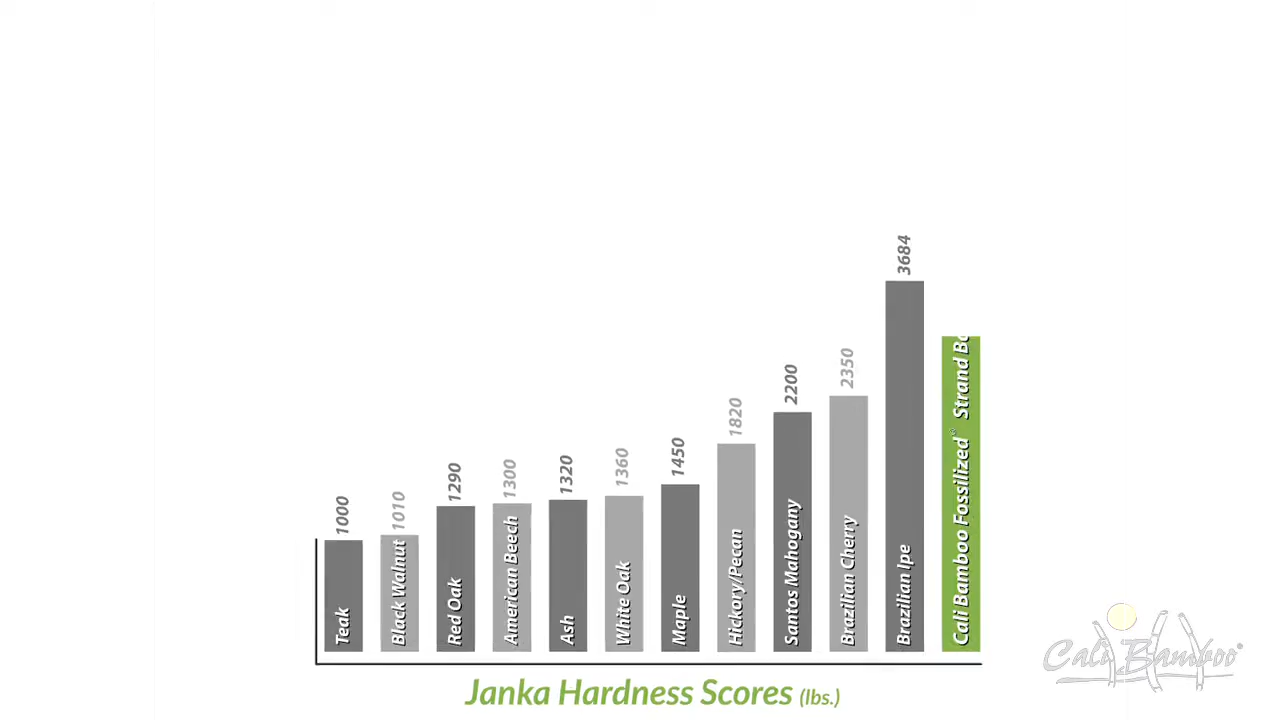 1000
1010
1290
1300
1320
1360
1450
1820
2200
2350
3684
Teak
Black Walnut
Red Oak
American Beech
Ash
White Oak
Maple
Hickory/Pecan
Santos Mahogany
Brazilian Cherry
Brazilian Ipe
Cali Bamboo Fossilized® Strand
Janka Hardness Scores (lbs.)
Cali Bamboo®